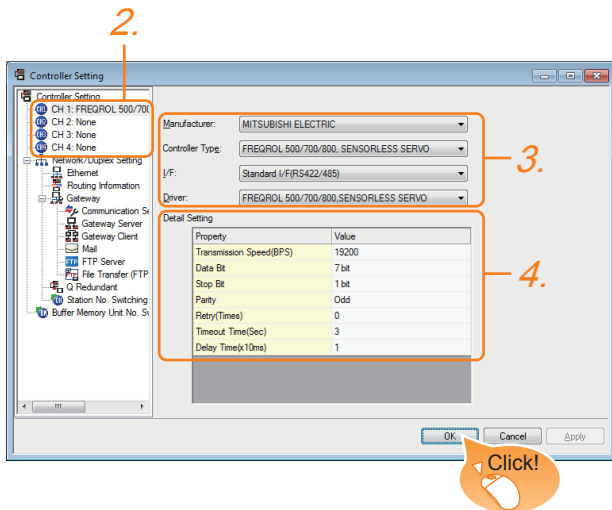 2.
Controller Setting
Controller Setting
CH 1: FREQROL 500/700
CH 2: None
CH 3: None
CH 4: None
Network/Duplex Setting
Ethernet
Routing Information
Gateway
Communication Se
Gateway Server
Gateway Client
Mail
FTP Server
File Transfer (FTP
Q Redundant
Station No. Switching
Buffer Memory Unit No. Sw
Manufacturer: MITSUBISHI ELECTRIC
Controller Type: FREQROL 500/700/800, SENSORLESS SERVO
3.
I/F: Standard I/F(RS422/485)
Driver: FREQROL 500/700/800,SENSORLESS SERVO
Detail Setting
Property Value
Transmission Speed(BPS) 19200
Data Bit 7 bit
4.
Stop Bit 1 bit
Parity Odd
Retry(Times) 0
Timeout Time(Sec) 3
Delay Time(x10ms) 1
OK Cancel Apply
Click!